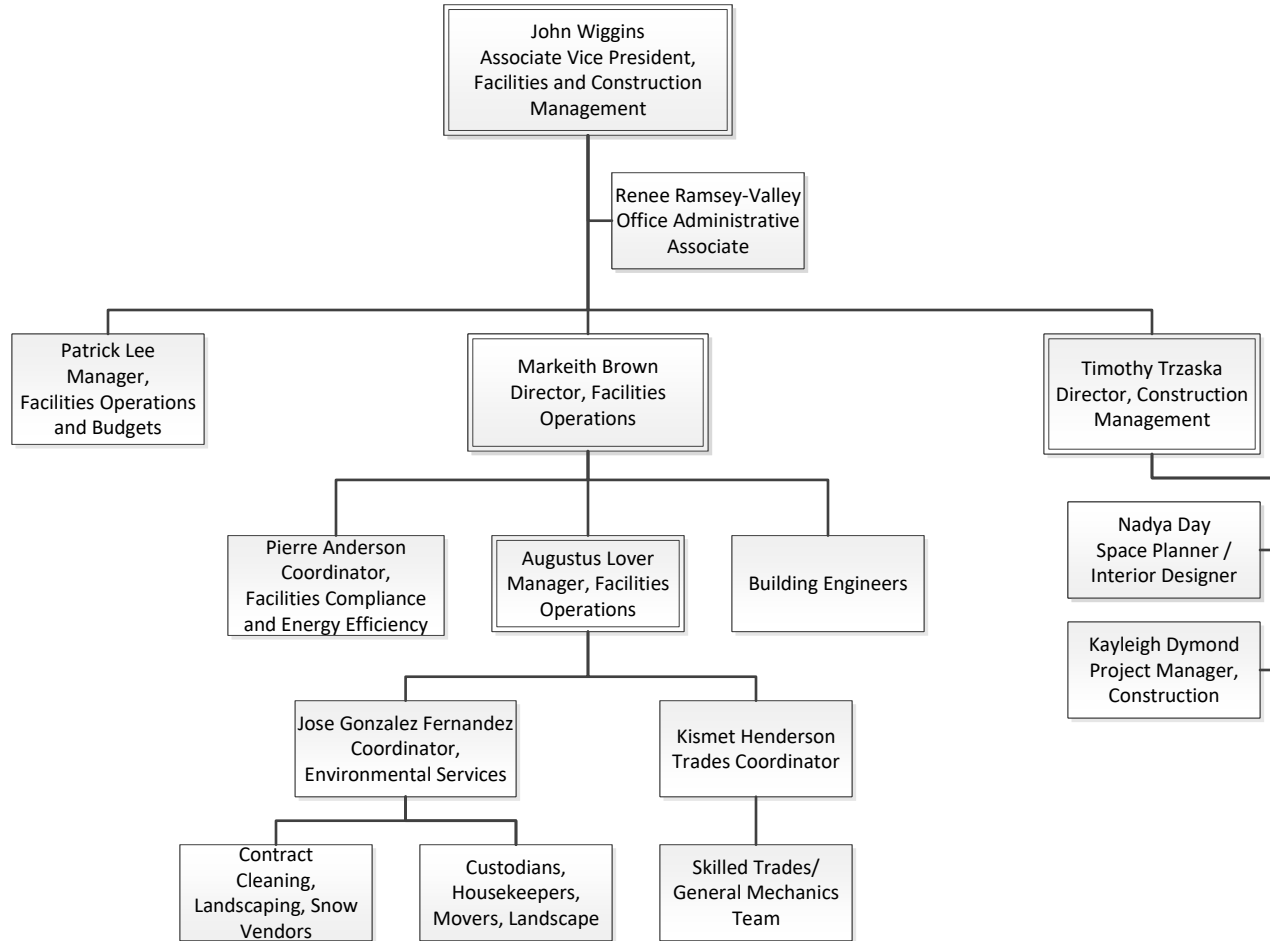 John Wiggins
Associate Vice President,
Facilities and Construction
Management
Renee Ramsey-Valley
Office Administrative
Associate
Patrick Lee
Manager,
Facilities Operations
and Budgets
Markeith Brown
Director, Facilities
Operations
Timothy Trzaska
Director, Construction
Management
Pierre Anderson
Coordinator,
Facilities Compliance
and Energy Efficiency
Augustus Lover
Manager, Facilities
Operations
Building Engineers
Nadya Day
Space Planner /
Interior Designer
Kayleigh Dymond
Project Manager,
Construction
Jose Gonzalez Fernandez
Coordinator,
Environmental Services
Kismet Henderson
Trades Coordinator
Contract
Cleaning,
Landscaping, Snow
Vendors
Custodians,
Housekeepers,
Movers, Landscape
Skilled Trades/
General Mechanics
Team